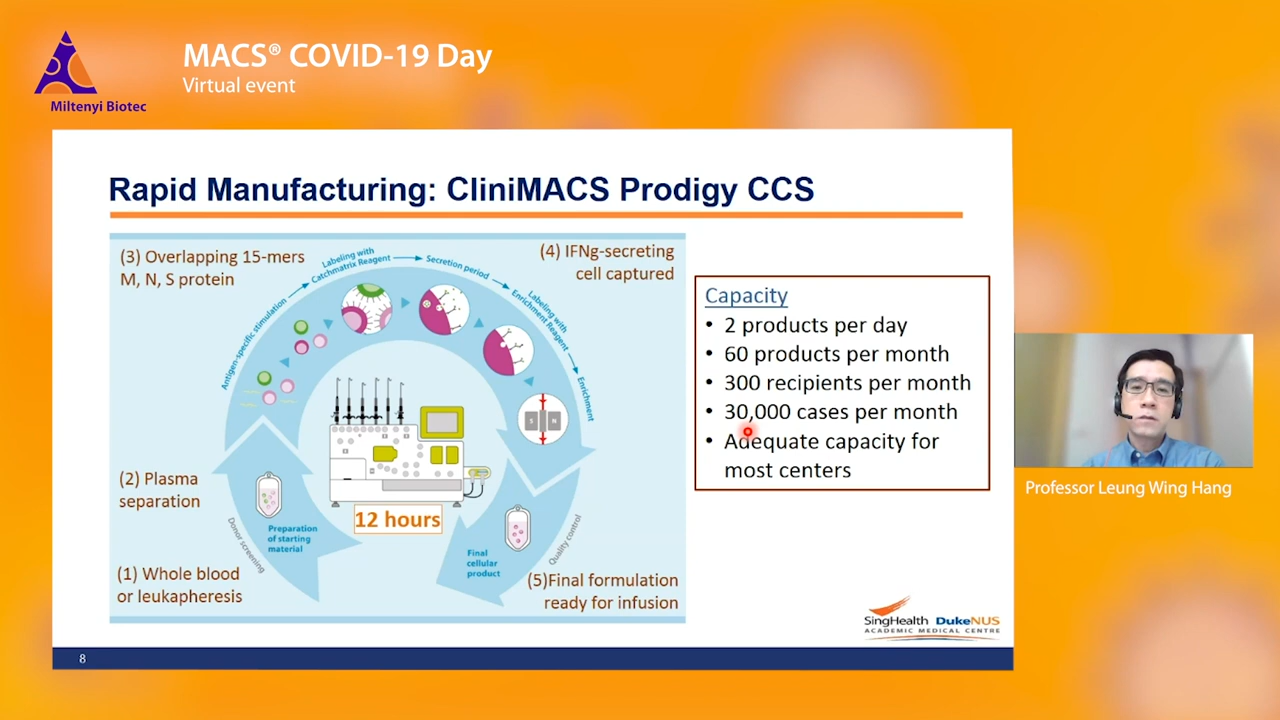 MACS® COVID-19 Day
Virtual event
Miltenyi Biotec
Rapid Manufacturing: CliniMACS Prodigy CCS
(3) Overlapping 15-mers
M, N, S protein
(4) IFNg-secreting
cell captured
Antigen-specific stimulation
Labeling with
Catchmatrix Reagent
Secretion period
Labeling with
Enrichment Reagent
Enrichment
S N
(2) Plasma
separation
12 hours
Donor screening
Preparation
of starting
material
Final
cellular
product
Quality control
(1) Whole blood
or leukapheresis
(5)Final formulation
ready for infusion
Capacity
• 2 products per day
• 60 products per month
• 300 recipients per month
• 30,000 cases per month
• Adequate capacity for
most centers
Professor Leung Wing Hang
SingHealth DukeNUS
ACADEMIC MEDICAL CENTRE
8